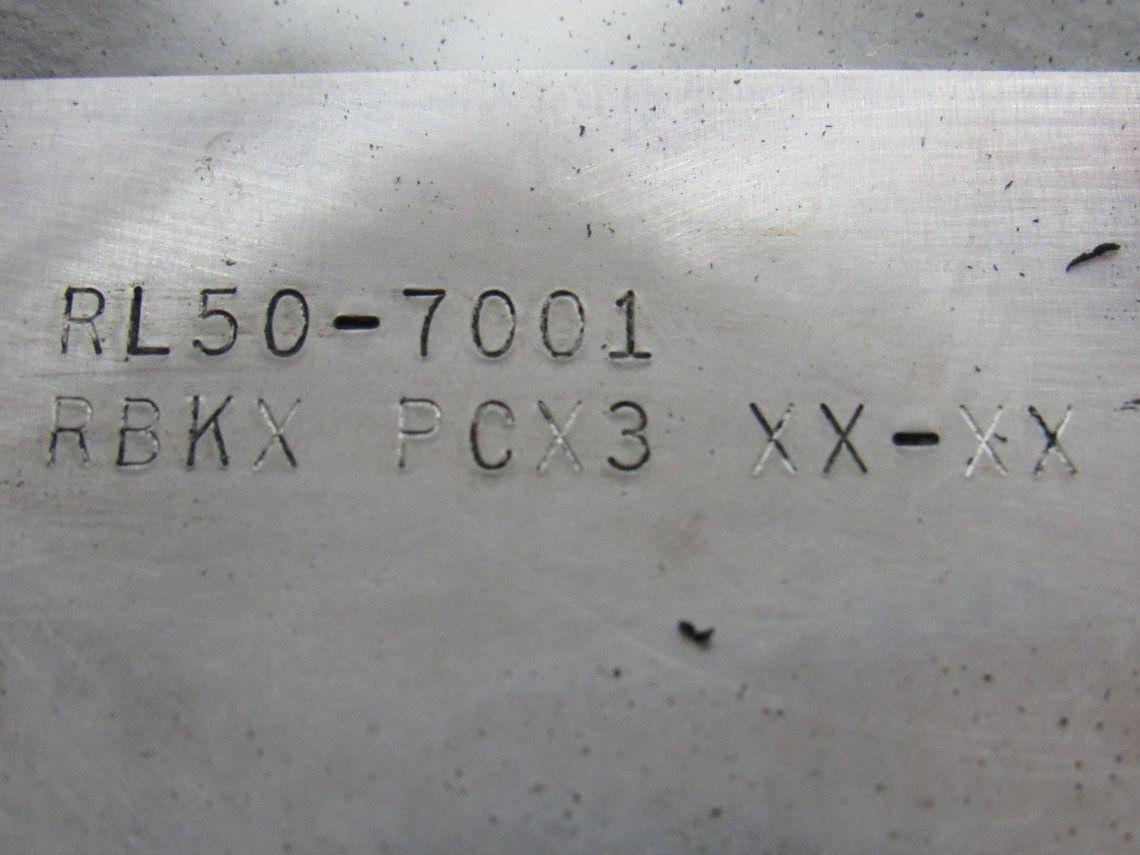 RL50-7001
RBKX PCX3 XX-XX